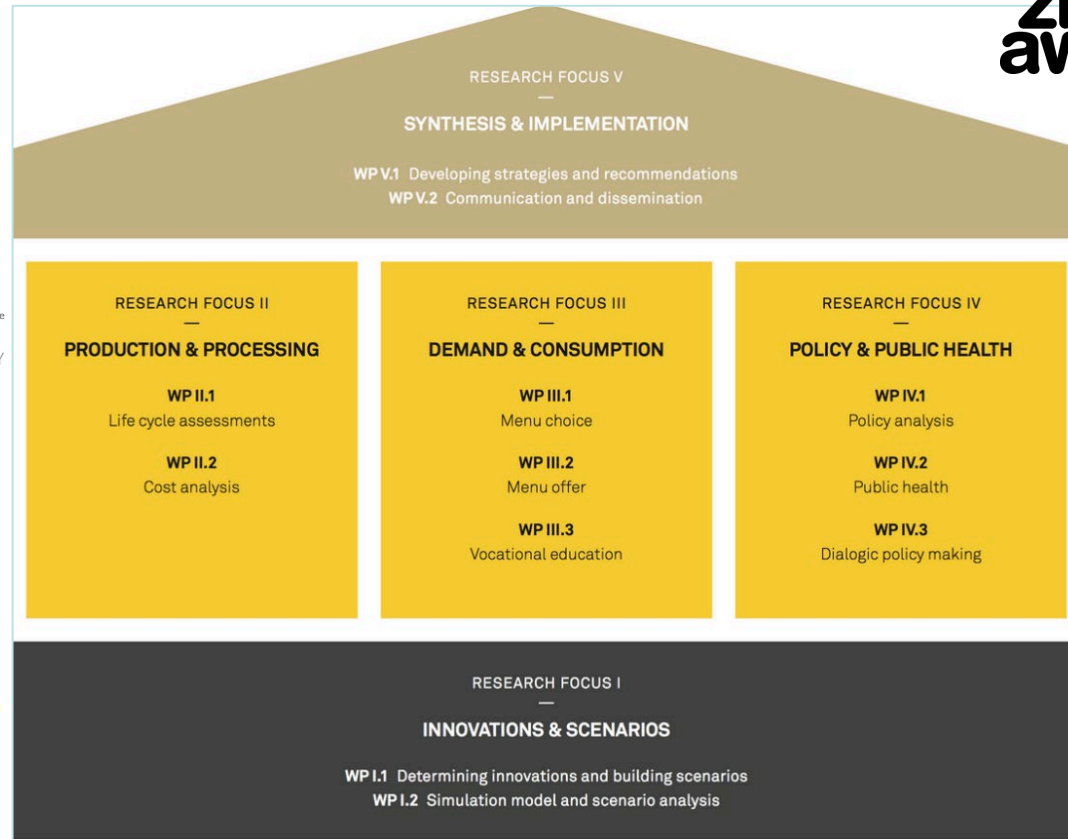 RESEARCH FOCUS V
—
SYNTHESIS & IMPLEMENTATION
WP V.1 Developing strategies and recommendations
WP V.2 Communication and dissemination
RESEARCH FOCUS II
—
PRODUCTION & PROCESSING
WP II.1
Life cycle assessments
WP II.2
Cost analysis
RESEARCH FOCUS III
—
DEMAND & CONSUMPTION
WP III.1
Menu choice
WP III.2
Menu offer
WP III.3
Vocational education
RESEARCH FOCUS IV
—
POLICY & PUBLIC HEALTH
WP IV.1
Policy analysis
WP IV.2
Public health
WP IV.3
Dialogic policy making
RESEARCH FOCUS I
—
INNOVATIONS & SCENARIOS
WP I.1 Determining innovations and building scenarios
WP I.2 Simulation model and scenario analysis